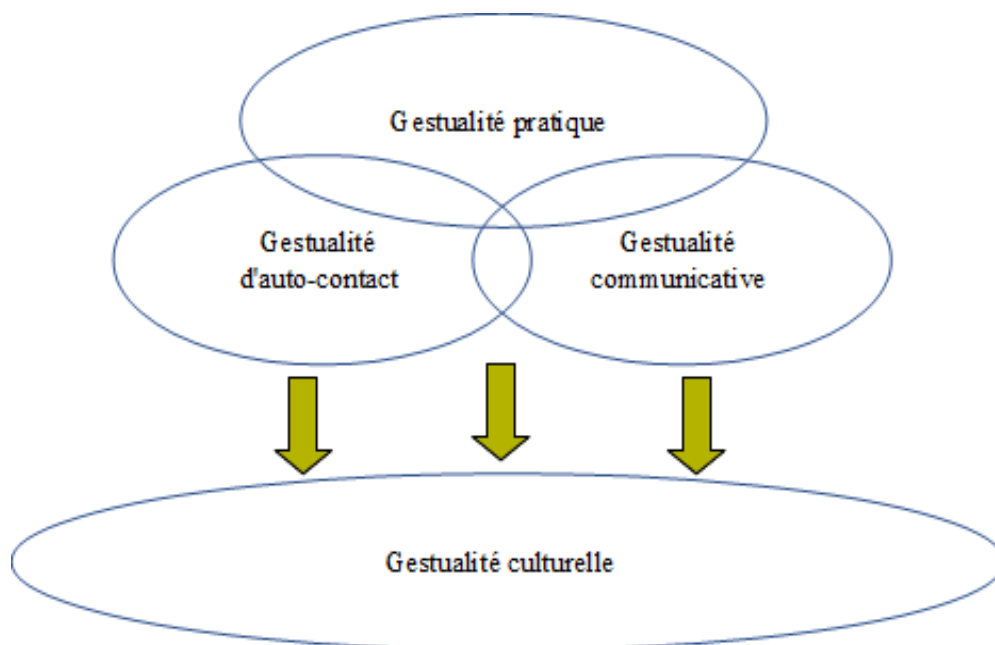 Gestualité pratique
Gestualité
d'auto-contact
Gestualité
communicative
Gestualité culturelle